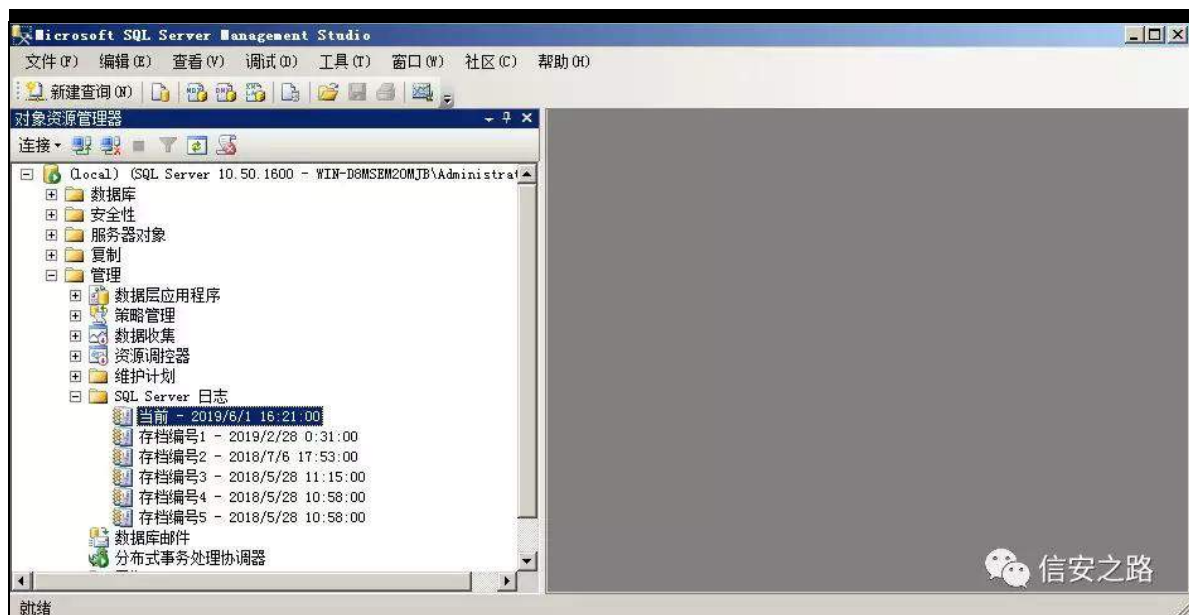 Microsoft SQL Server Management Studio
文件(F) 编辑(E) 查看(V) 调试(D) 工具(T) 窗口(W) 社区(C) 帮助(H)
新建查询(N)
对象资源管理器
连接
(local) (SQL Server 10.50.1600 - WIN-D8MSEM20MJB\Administrat
数据库
安全性
服务器对象
复制
管理
数据层应用程序
策略管理
数据收集
资源调控器
维护计划
SQL Server 日志
当前 - 2019/6/1 16:21:00
存档编号1 - 2019/2/28 0:31:00
存档编号2 - 2018/7/6 17:53:00
存档编号3 - 2018/5/28 11:15:00
存档编号4 - 2018/5/28 10:58:00
存档编号5 - 2018/5/28 10:58:00
数据库邮件
分布式事务处理协调器
信安之路
就绪